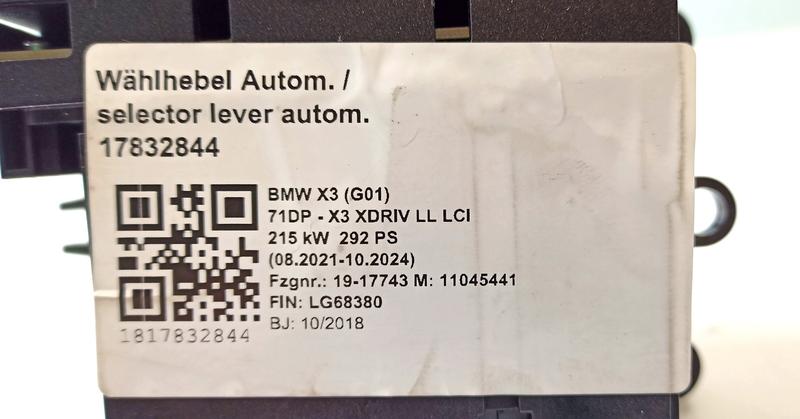 Wählhebel Autom. /
selector lever autom.
17832844
BMW X3 (G01)
71DP - X3 XDRIV LL LCI
215 kW 292 PS
(08.2021-10.2024)
Fzgnr.: 19-17743 M: 11045441
FIN: LG68380
BJ: 10/2018
1817832844